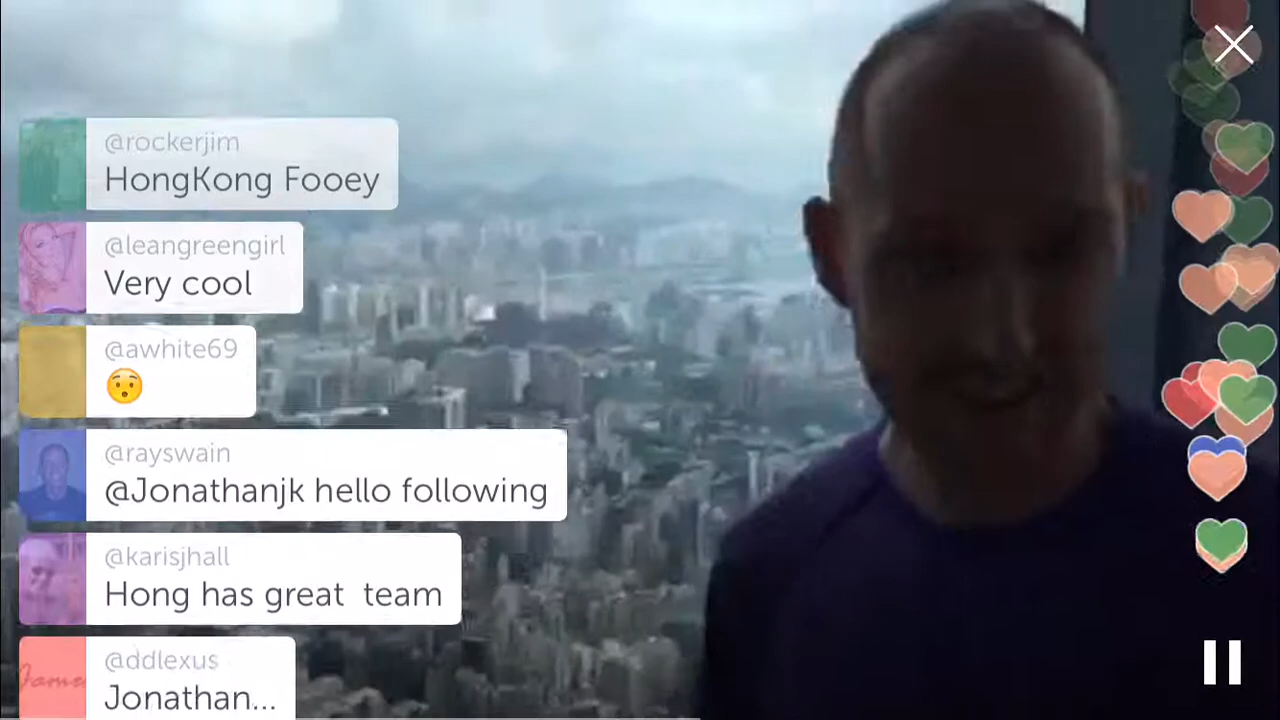 @rockerjim
HongKong Fooey
@leangreengirl
Very cool
@awhite69
😯
@rayswain
@Jonathanjk hello following
@karisjhall
Hong has great team
@ddlexus
Jonathan...